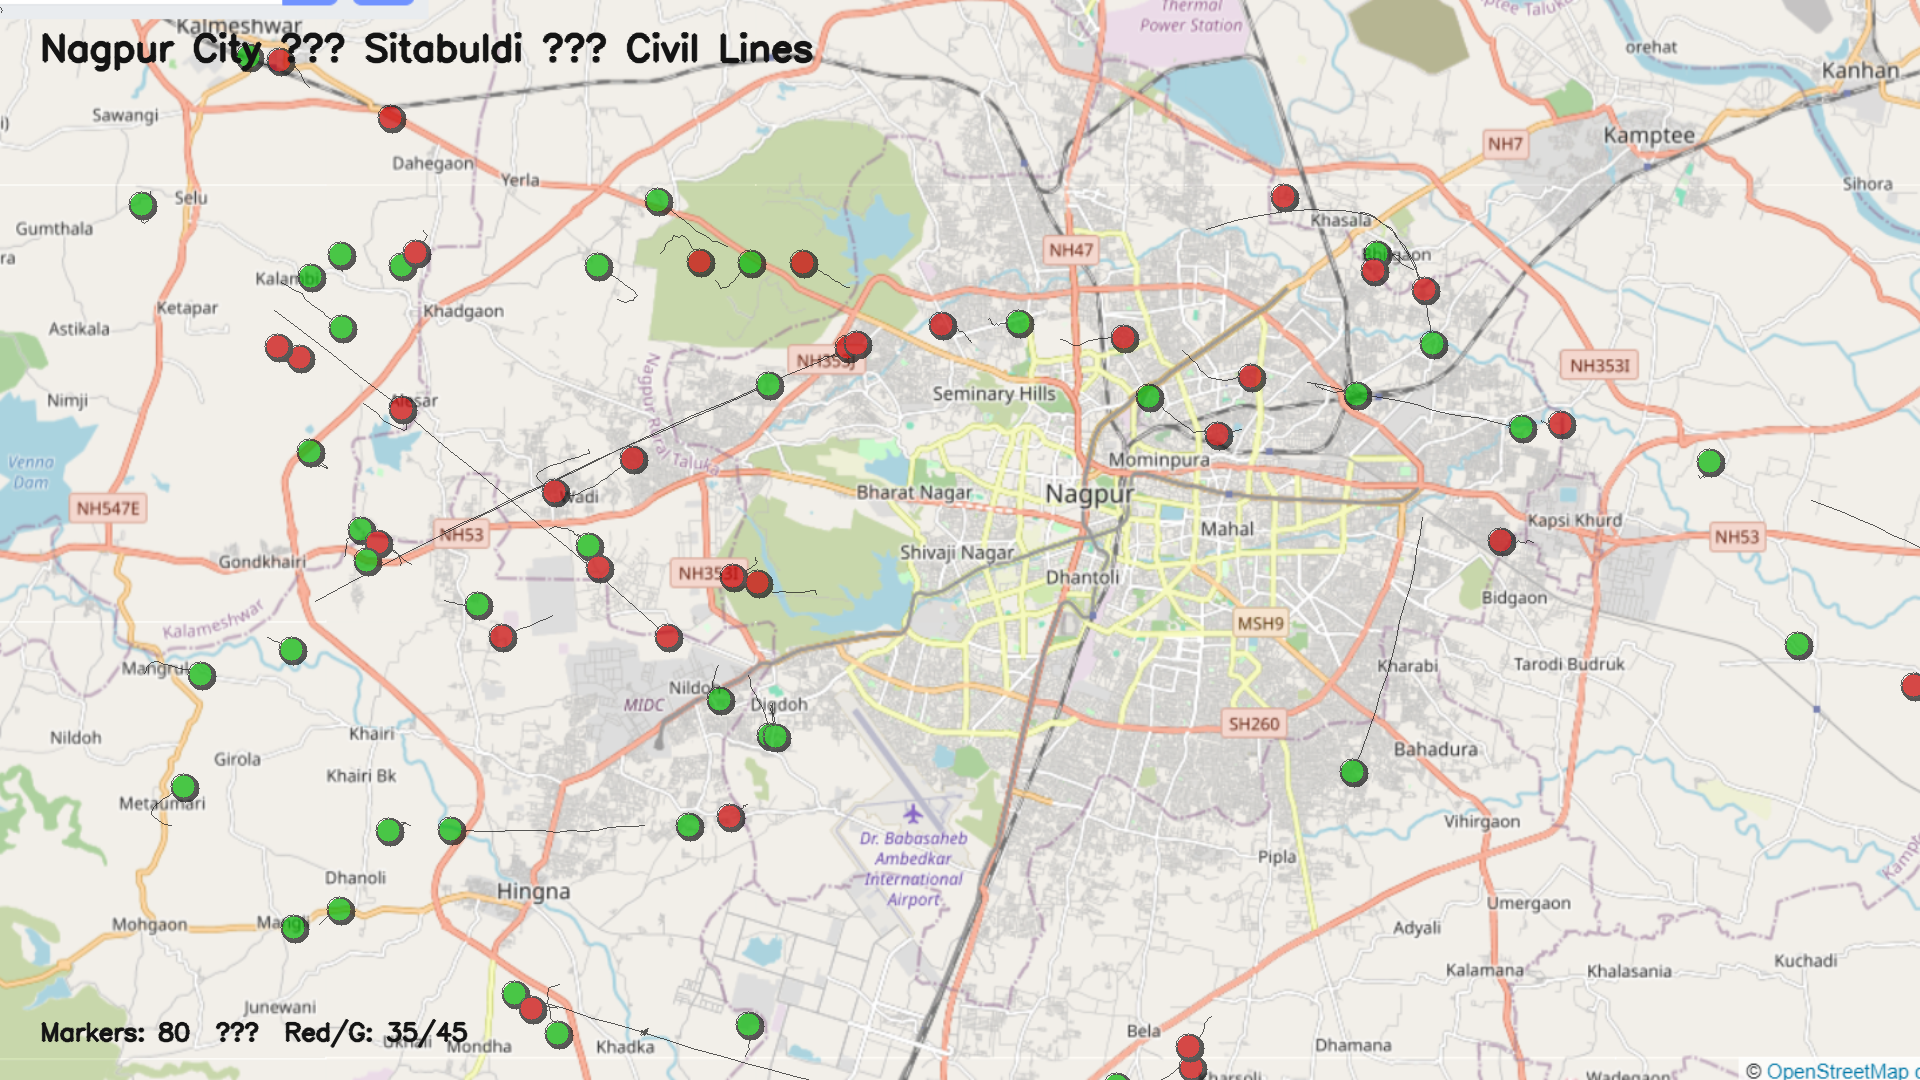 Kalmeshwar
Nagpur City ??? Sitabuldi ??? Civil Lines
Thermal
Power Station
orehat
Kanhan
Sawangi
NH7
Kamptee
Dahegaon
Yerla
Selu
Sihora
Gumthala
Khasala
NH47
Kalambi
Ketapar
Khadgaon
Astikala
NH353J
NH353I
Seminary Hills
Nimji
Nagpur Rural Taluka
Mominpura
Venna
Dam
Wadi
Bharat Nagar
Nagpur
NH547E
Mahal
Kapsi Khurd
NH53
NH53
Gondkhairi
Shivaji Nagar
NH353I
Dhantoli
Bidgaon
Kalameshwar
MSH9
Mangrul
Kharabi
Tarodi Budruk
Nildoh
MIDC
Digdoh
SH260
Nildoh
Khairi
Bahadura
Girola
Khairi Bk
Metaumari
Vihirgaon
Dr. Babasaheb
Ambedkar
International
Airport
Pipla
Dhanoli
Hingna
Umergaon
Mohgaon
Mangli
Adyali
Kuchadi
Kalamana
Khalasania
Junewani
Markers: 80 ??? Red/G: 35/45
Mondha
Khadka
Bela
Dhamana
Wadegaon
© OpenStreetMap c